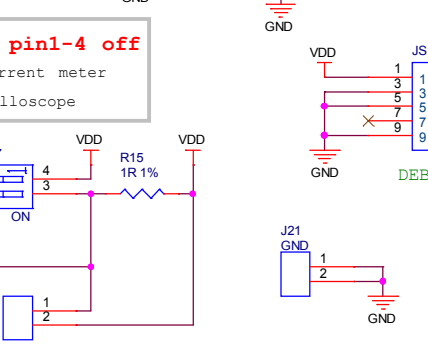 GND
GND
pin1-4 off
rrent meter
lloscope
VDD
JS
1
3
5
7
9
1
3
5
7
9
GND
DEB
VDD
VDD
R15
1R 1%
4
3
ON
J21
GND
1
2
GND
1
2